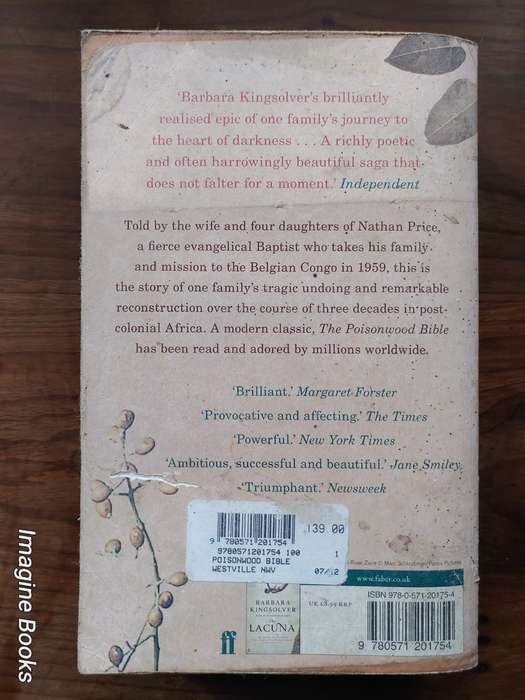 'Barbara Kingsolver's brilliantly
realised epic of one family's journey to
the heart of darkness . . . A richly poetic
and often harrowingly beautiful saga that
does not falter for a moment.' Independent
Told by the wife and four daughters of Nathan Price,
a fierce evangelical Baptist who takes his family
and mission to the Belgian Congo in 1959, this is
the story of one family's tragic undoing and remarkable
reconstruction over the course of three decades in post-
colonial Africa. A modern classic, The Poisonwood Bible
has been read and adored by millions worldwide.
'Brilliant.' Margaret Forster
'Provocative and affecting.' The Times
'Powerful.' New York Times
'Ambitious, successful and beautiful.' Jane Smiley
'Triumphant.' Newsweek
139.00
9 780571 201754
9780571201754 100 1
POISONWOOD BIBLE
WESTVILLE NWV 07/12
www.faber.co.uk
BARBARA
KINGSOLVER
The
LACUNA
UK £8.99 RRP
ISBN 978-0-571-20175-4
9 780571 201754
ff
Imagine Books